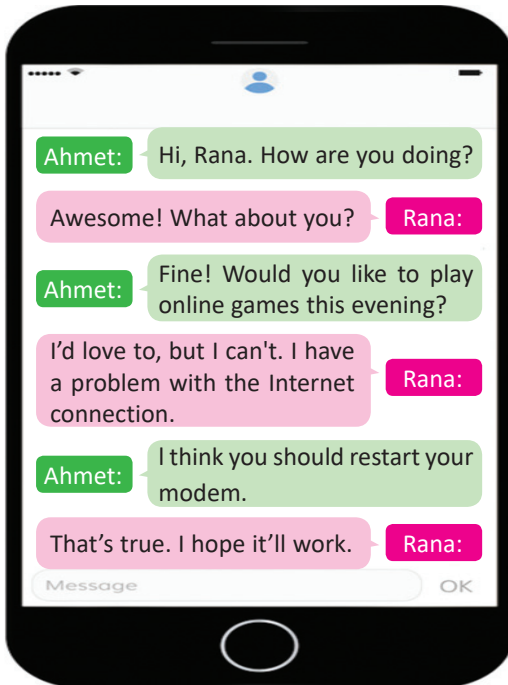 Ahmet:
Hi, Rana. How are you doing?
Awesome! What about you?
Rana:
Ahmet:
Fine! Would you like to play
online games this evening?
I'd love to, but I can't. I have
a problem with the Internet
connection.
Rana:
Ahmet:
I think you should restart your
modem.
That's true. I hope it'll work.
Rana:
Message
OK